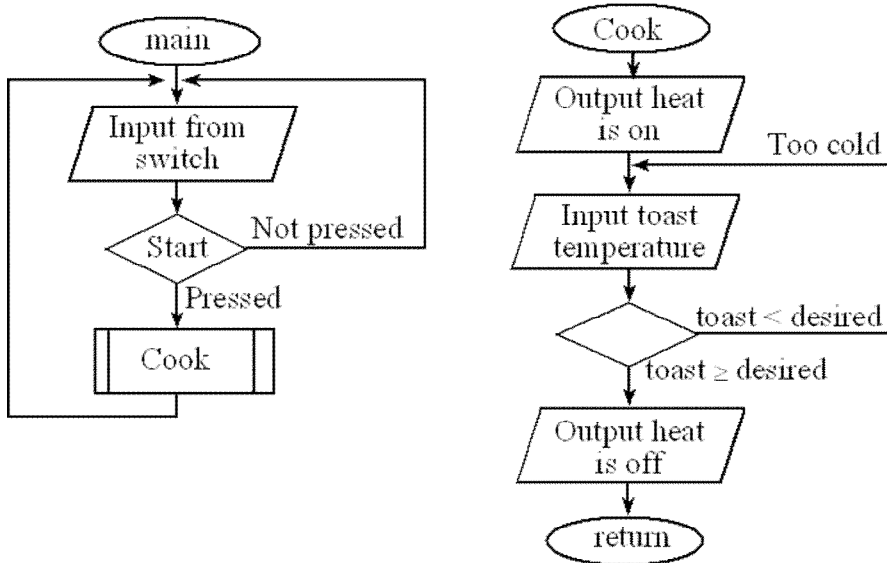 main
Input from
switch
Start
Not pressed
Pressed
Cook
Cook
Output heat
is on
Too cold
Input toast
temperature
toast < desired
toast ≥ desired
Output heat
is off
return